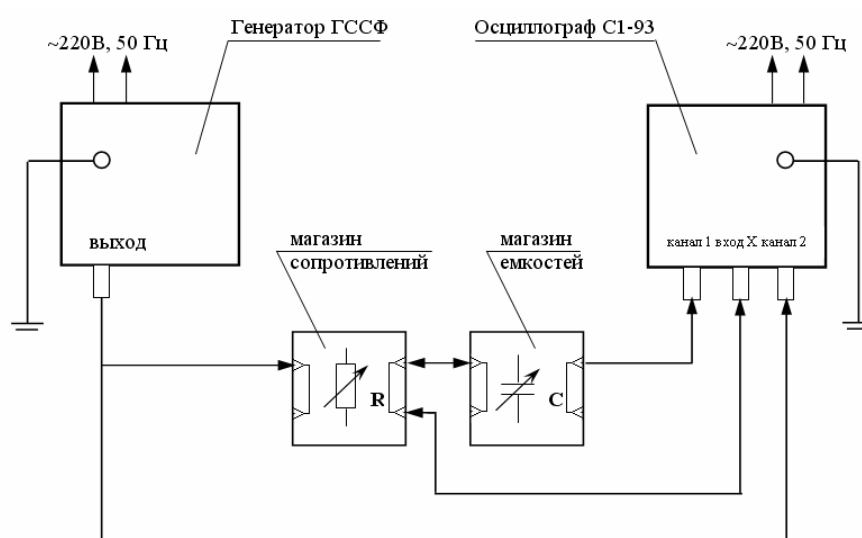 Генератор ГССФ
Осциллограф С1-93
~220В, 50 Гц
~220В, 50 Гц
выход
канал 1 вход X канал 2
магазин
сопротивлений
магазин
емкостей
R
C